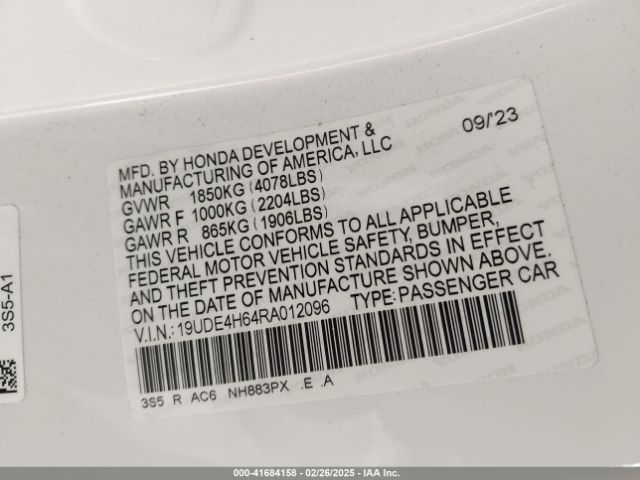 MFD. BY HONDA DEVELOPMENT & 09/'23
MANUFACTURING OF AMERICA, LLC
GVWR 1850KG (4078LBS)
GAWR F 1000KG (2204LBS)
GAWR R 865KG (1906LBS)
THIS VEHICLE CONFORMS TO ALL APPLICABLE
FEDERAL MOTOR VEHICLE SAFETY, BUMPER,
AND THEFT PREVENTION STANDARDS IN EFFECT
ON THE DATE OF MANUFACTURE SHOWN ABOVE.
V.I.N.:19UDE4H64RA012096 TYPE:PASSENGER CAR
3S5 R AC6 NH883PX .E .A
3S5-A1
000-41684158 - 02/26/2025 - IAA Inc.